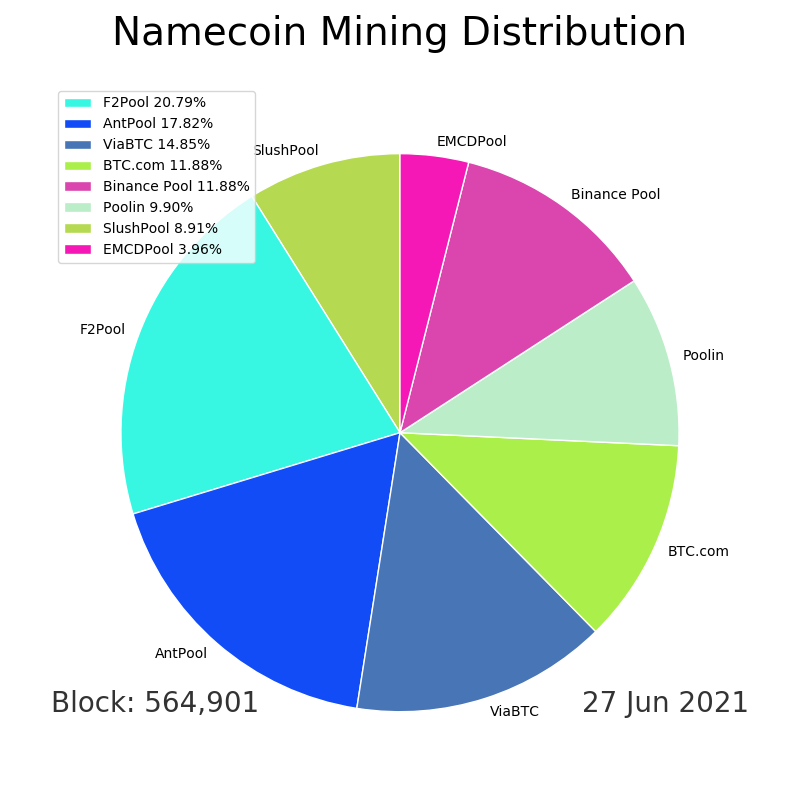 Namecoin Mining Distribution
F2Pool 20.79%
AntPool 17.82%
ViaBTC 14.85%
BTC.com 11.88%
Binance Pool 11.88%
Poolin 9.90%
SlushPool 8.91%
EMCDPool 3.96%
SlushPool
EMCDPool
Binance Pool
F2Pool
Poolin
BTC.com
AntPool
ViaBTC
Block: 564,901
27 Jun 2021